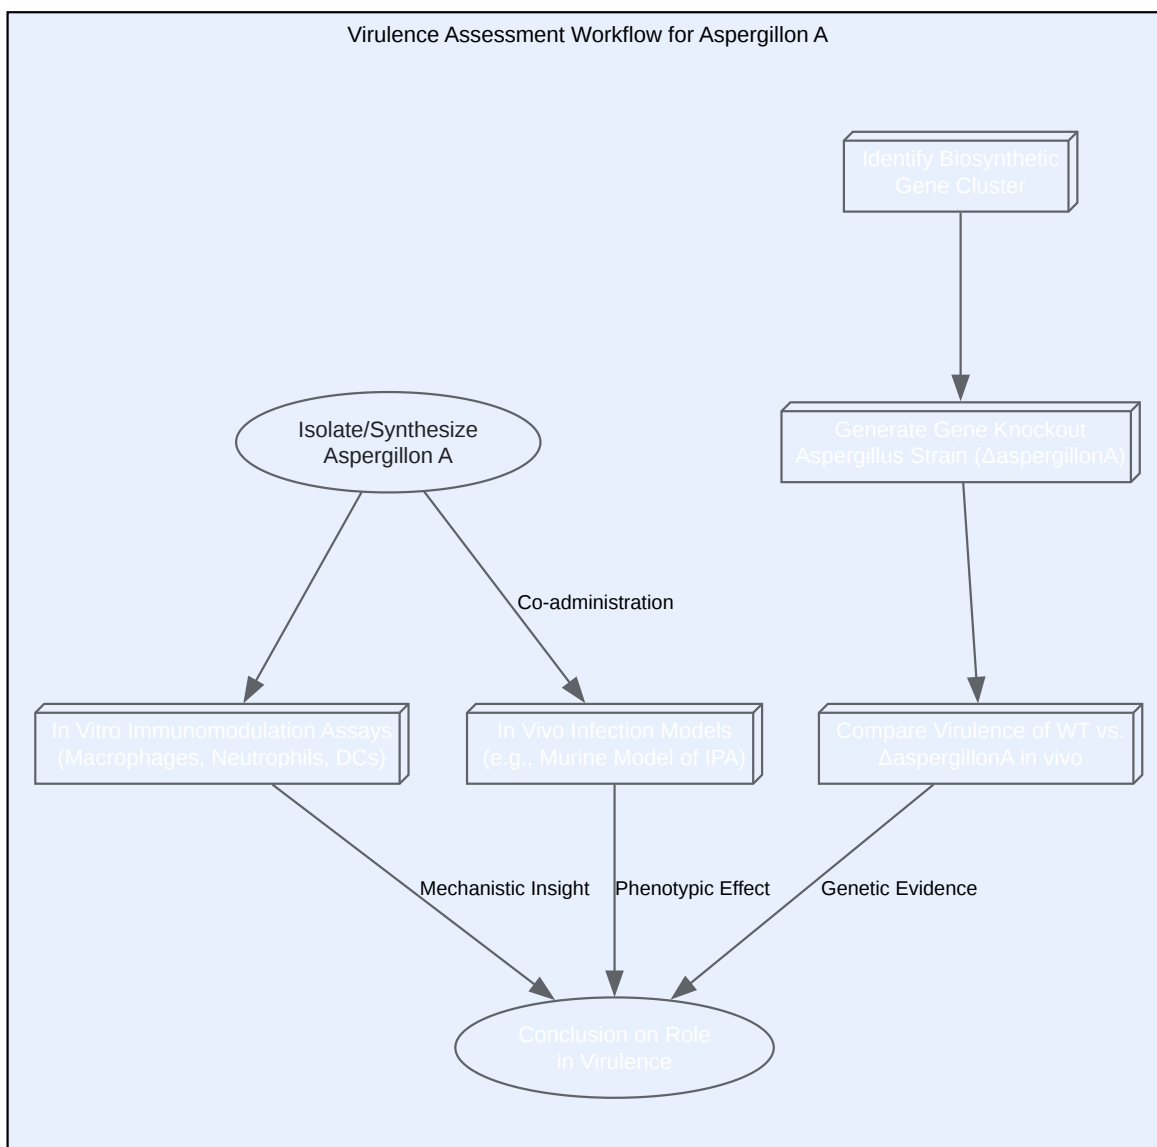 Virulence Assessment Workflow for Aspergillon A
Identify Biosynthetic
Gene Cluster
Isolate/Synthesize
Aspergillon A
Generate Gene Knockout
Aspergillus Strain (ΔaspergillonA)
Co-administration
In Vitro Immunomodulation Assays
(Macrophages, Neutrophils, DCs)
In Vivo Infection Models
(e.g., Murine Model of IPA)
Compare Virulence of WT vs.
ΔaspergillonA in vivo
Mechanistic Insight
Phenotypic Effect
Genetic Evidence
Conclusion on Role
in Virulence